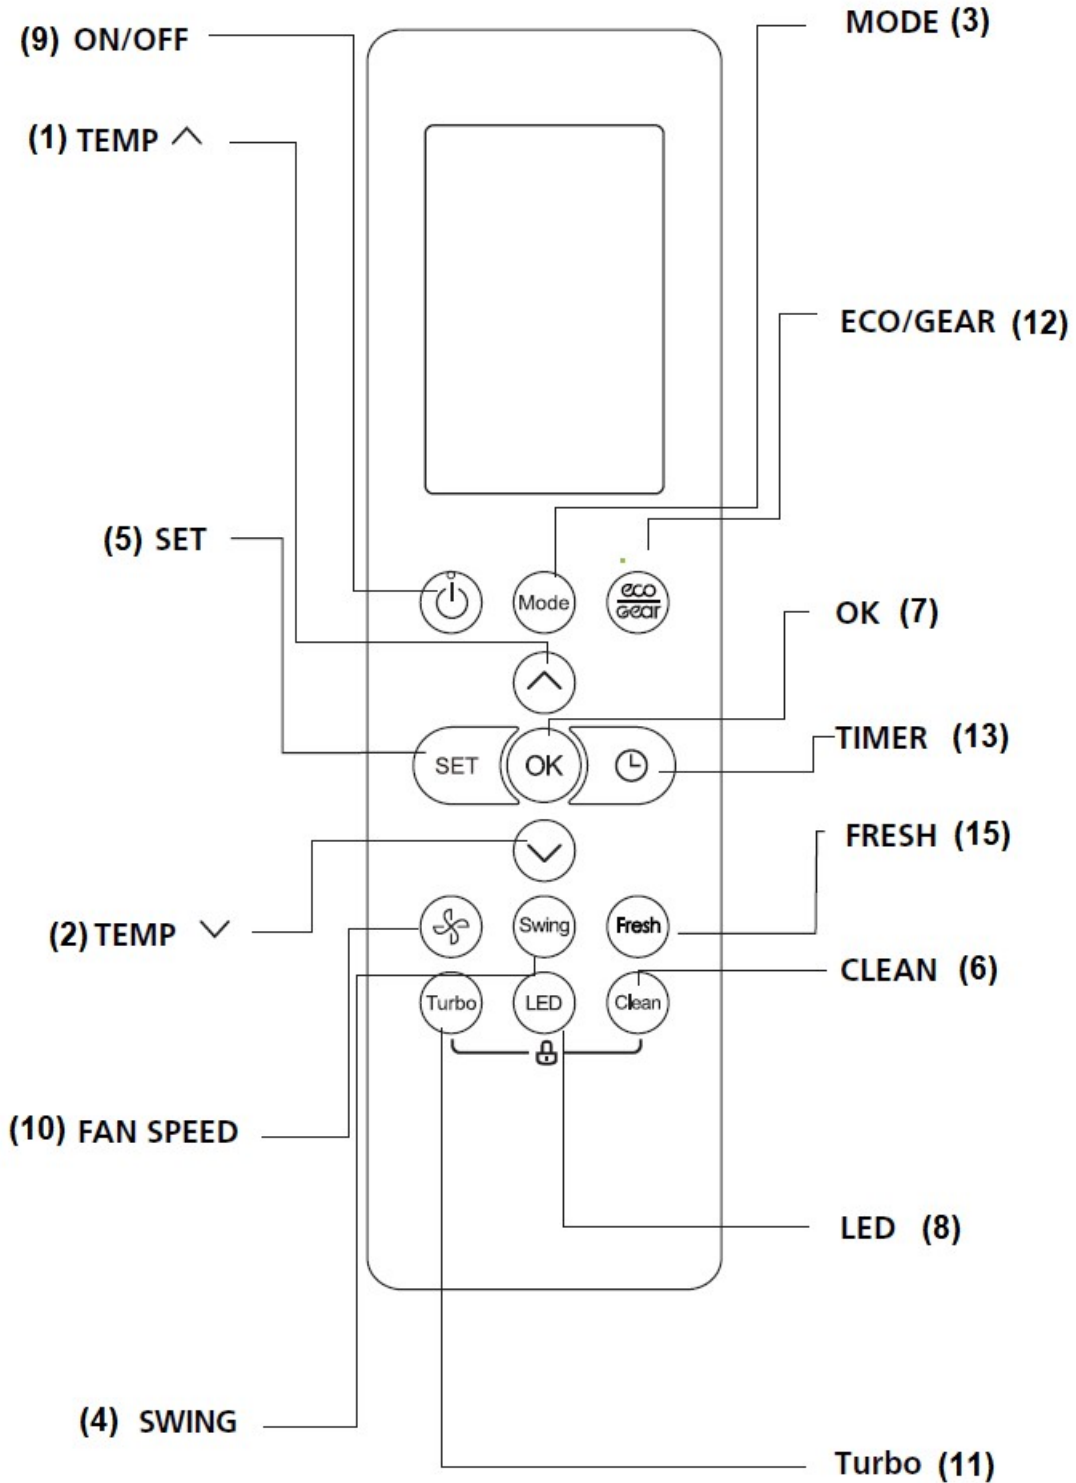 MODE (3)
(9) ON/OFF
(1) TEMP
ECO/GEAR (12)
(5) SET
Mode
eco
Gear
OK (7)
SET
OK
TIMER (13)
FRESH (15)
(2) TEMP
Swing
Fresh
CLEAN (6)
Turbo
LED
Clean
(10) FAN SPEED
LED (8)
(4) SWING
Turbo (11)